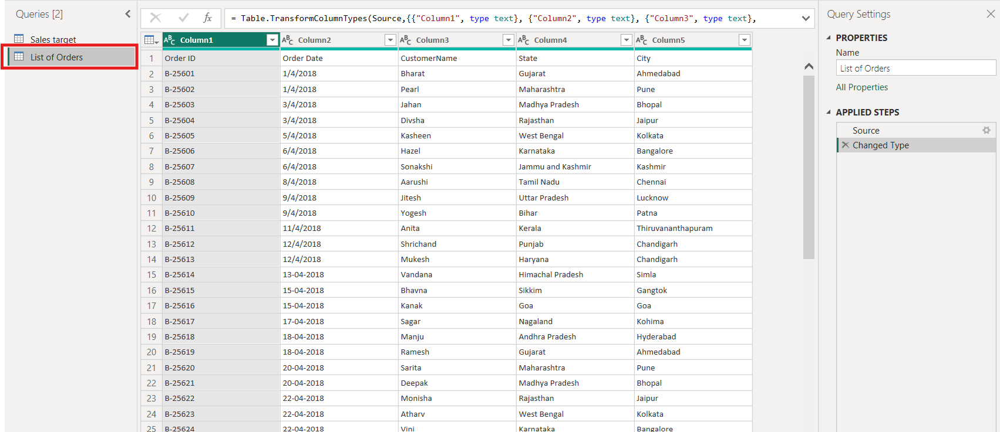 Queries [2]
Sales target
List of Orders
fx
= Table.TransformColumnTypes(Source,{{"Column1", type text}, {"Column2", type text}, {"Column3", type text},
ABC Column1 ABC Column2 ABC Column3 ABC Column4 ABC Column5
1 Order ID Order Date CustomerName State City
2 B-25601 1/4/2018 Bharat Gujarat Ahmedabad
3 B-25602 1/4/2018 Pearl Maharashtra Pune
4 B-25603 3/4/2018 Jahan Madhya Pradesh Bhopal
5 B-25604 3/4/2018 Divsha Rajasthan Jaipur
6 B-25605 5/4/2018 Kasheen West Bengal Kolkata
7 B-25606 6/4/2018 Hazel Karnataka Bangalore
8 B-25607 6/4/2018 Sonakshi Jammu and Kashmir Kashmir
9 B-25608 8/4/2018 Aarushi Tamil Nadu Chennai
10 B-25609 9/4/2018 Jitesh Uttar Pradesh Lucknow
11 B-25610 9/4/2018 Yogesh Bihar Patna
12 B-25611 11/4/2018 Anita Kerala Thiruvananthapuram
13 B-25612 12/4/2018 Shrichand Punjab Chandigarh
14 B-25613 12/4/2018 Mukesh Haryana Chandigarh
15 B-25614 13-04-2018 Vandana Himachal Pradesh Simla
16 B-25615 15-04-2018 Bhavna Sikkim Gangtok
17 B-25616 15-04-2018 Kanak Goa Goa
18 B-25617 17-04-2018 Sagar Nagaland Kohima
19 B-25618 18-04-2018 Manju Andhra Pradesh Hyderabad
20 B-25619 18-04-2018 Ramesh Gujarat Ahmedabad
21 B-25620 20-04-2018 Sarita Maharashtra Pune
22 B-25621 20-04-2018 Deepak Madhya Pradesh Bhopal
23 B-25622 22-04-2018 Monisha Rajasthan Jaipur
24 B-25623 22-04-2018 Atharv West Bengal Kolkata
25 B-25624 22-04-2018 Vini Karnataka Bangalore
Query Settings
PROPERTIES
Name
List of Orders
All Properties
APPLIED STEPS
Source
Changed Type